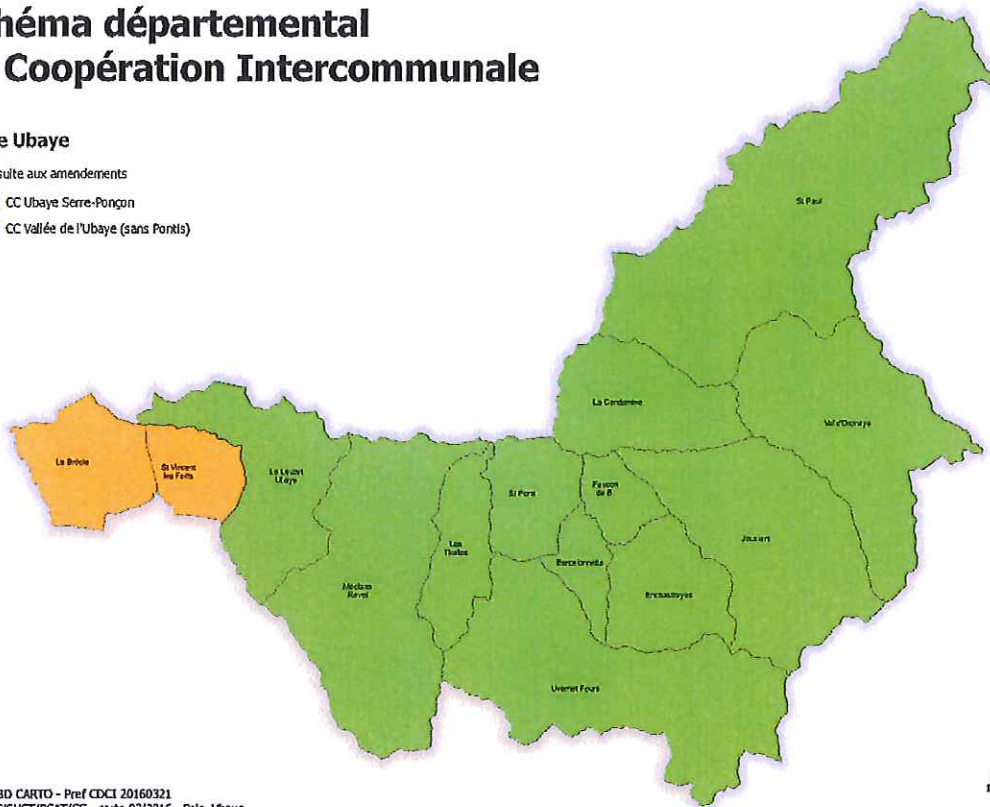 héma départemental
Coopération Intercommunale
e Ubaye
suite aux amendements
CC Ubaye Serre-Ponçon
CC Vallée de l'Ubaye (sans Pontis)
St Paul
La Condamine
Val d'Oronaye
La Bréole
St Vincent
les Forts
Le Lauzet
Ubaye
St Pons
Faucon
de B
Jausiers
Les
Thuiles
Barcelonnette
Méolans
Revel
Enchastrayes
Uvernet Fours
BD CARTO - Pref CDCI 20160321